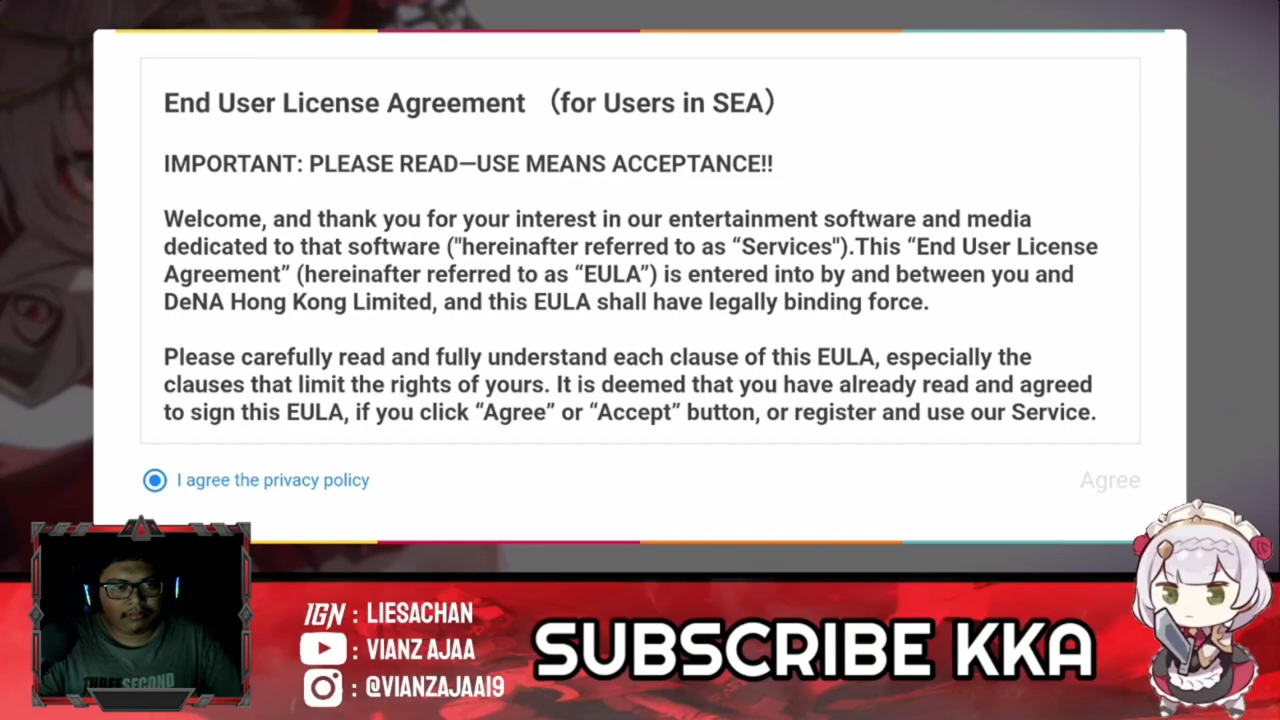 End User License Agreement （for Users in SEA）
IMPORTANT: PLEASE READ—USE MEANS ACCEPTANCE!!
Welcome, and thank you for your interest in our entertainment software and media
dedicated to that software ("hereinafter referred to as “Services").This “End User License
Agreement” (hereinafter referred to as “EULA”) is entered into by and between you and
DeNA Hong Kong Limited, and this EULA shall have legally binding force.
Please carefully read and fully understand each clause of this EULA, especially the
clauses that limit the rights of yours. It is deemed that you have already read and agreed
to sign this EULA, if you click “Agree” or “Accept” button, or register and use our Service.
I agree the privacy policy
Agree
IGN : LIESACHAN
: VIANZ AJAA
: @VIANZAJAA19
SUBSCRIBE KKA
THREESECOND